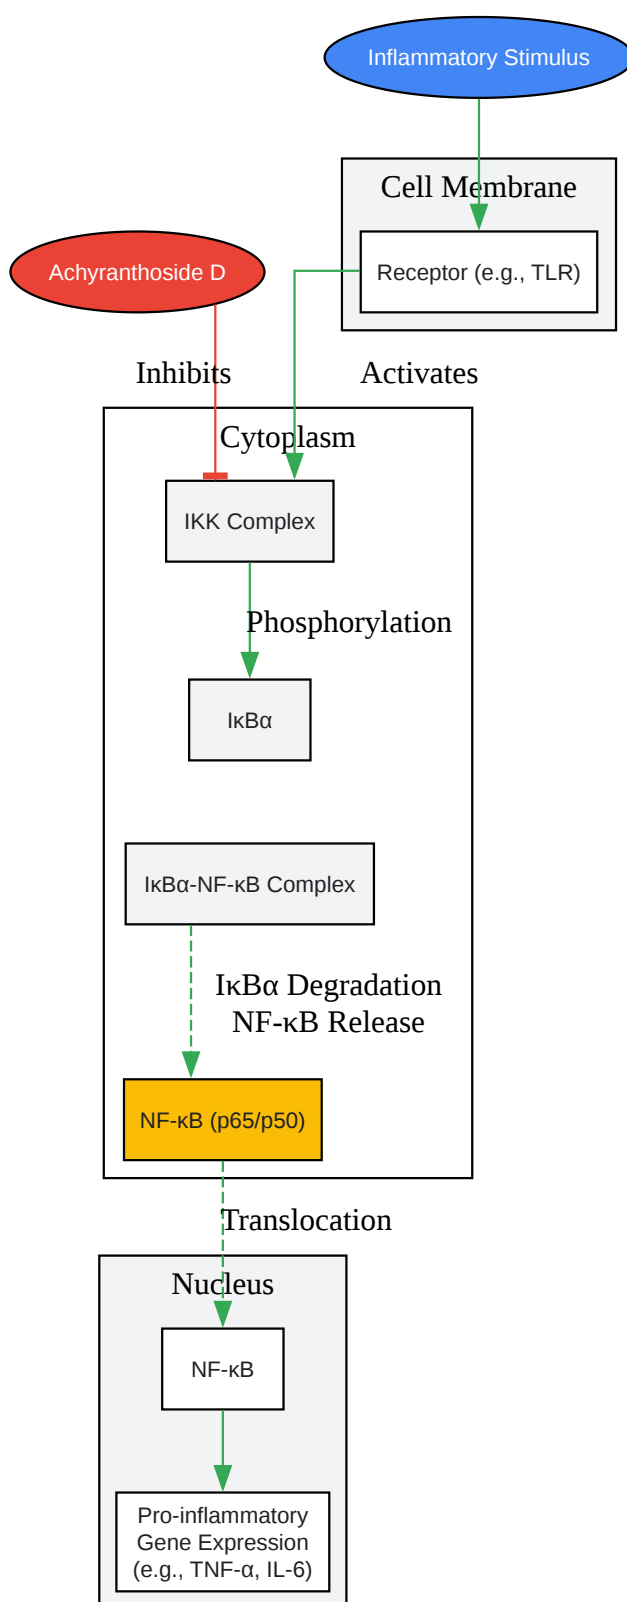 Inflammatory Stimulus
Cell Membrane
Receptor (e.g., TLR)
Achyranthoside D
Inhibits
Activates
Cytoplasm
IKK Complex
Phosphorylation
IκBα
IκBα-NF-κB Complex
IκBα Degradation
NF-κB Release
NF-κB (p65/p50)
Translocation
Nucleus
NF-κB
Pro-inflammatory
Gene Expression
(e.g., TNF-α, IL-6)